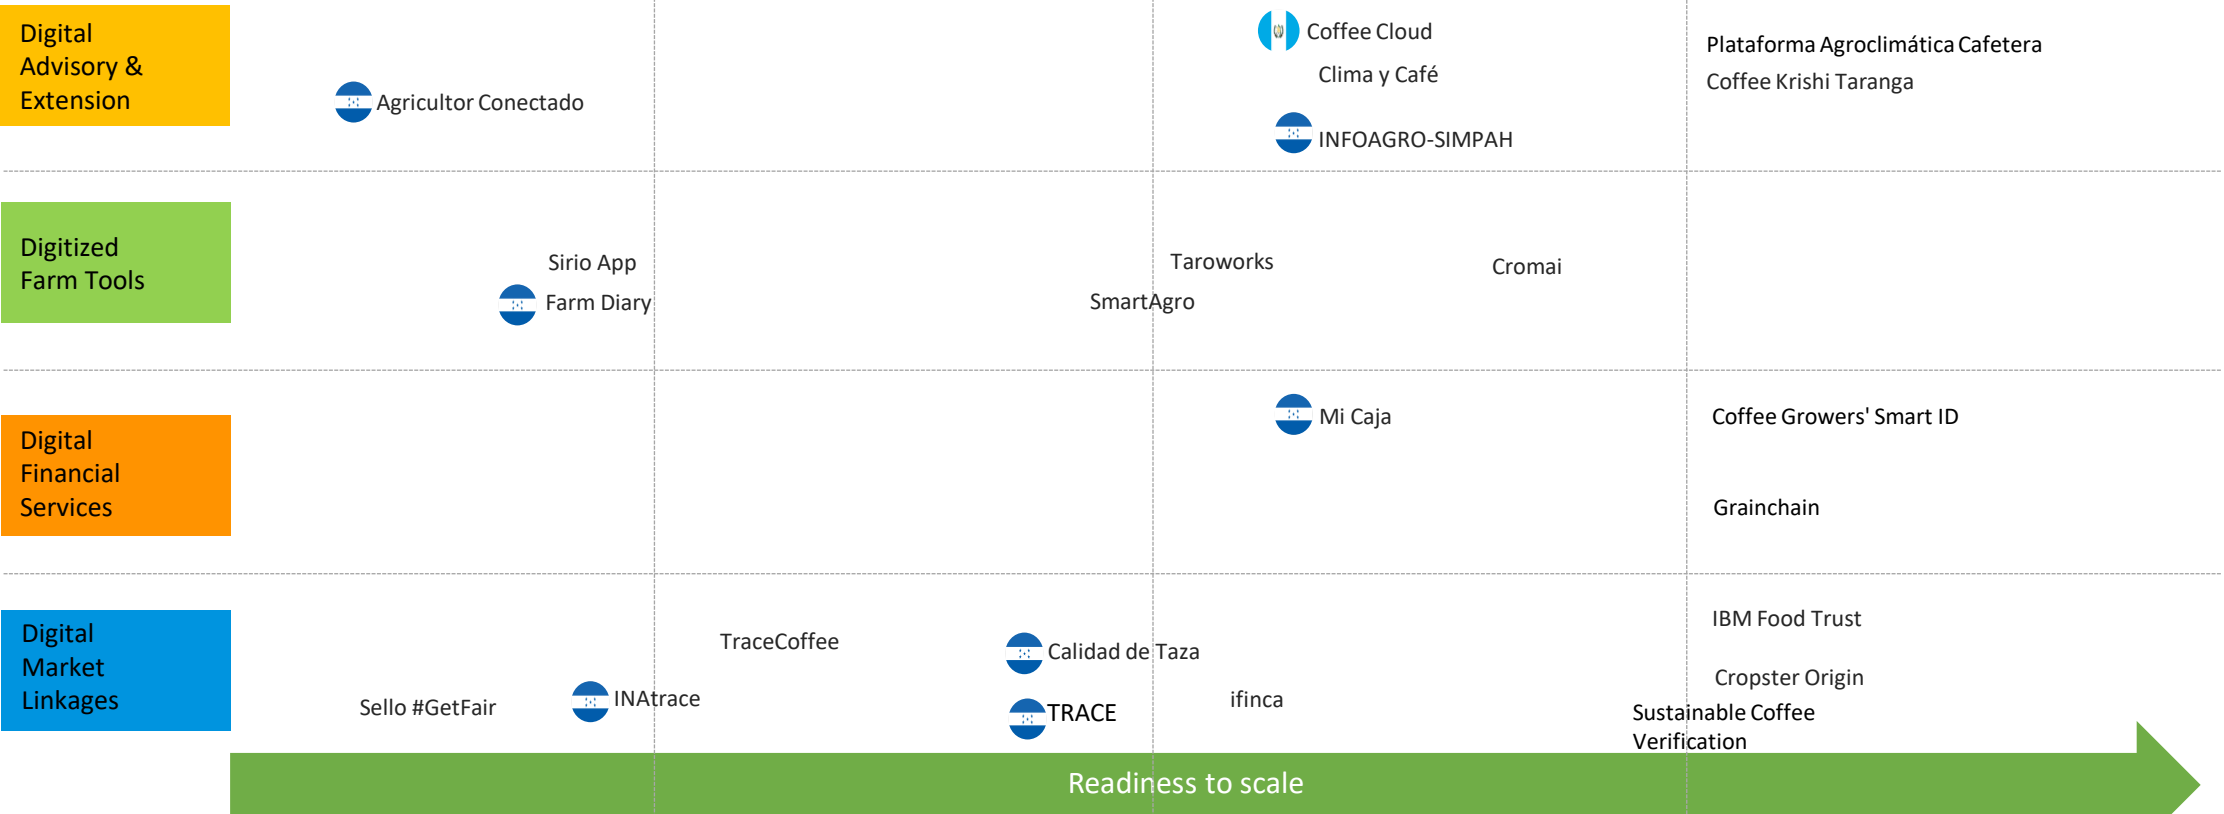 Digital
Advisory &
Extension
Agricultor Conectado
Coffee Cloud
Clima y Café
INFOAGRO-SIMPAH
Plataforma Agroclimática Cafetera
Coffee Krishi Taranga
Digitized
Farm Tools
Sirio App
Farm Diary
Taroworks
SmartAgro
Cromai
Digital
Financial
Services
Mi Caja
Coffee Growers' Smart ID
Grainchain
Digital
Market
Linkages
Sello #GetFair
INAtrace
TraceCoffee
Calidad de Taza
TRACE
ifinca
IBM Food Trust
Cropster Origin
Sustainable Coffee
Verification
Readiness to scale